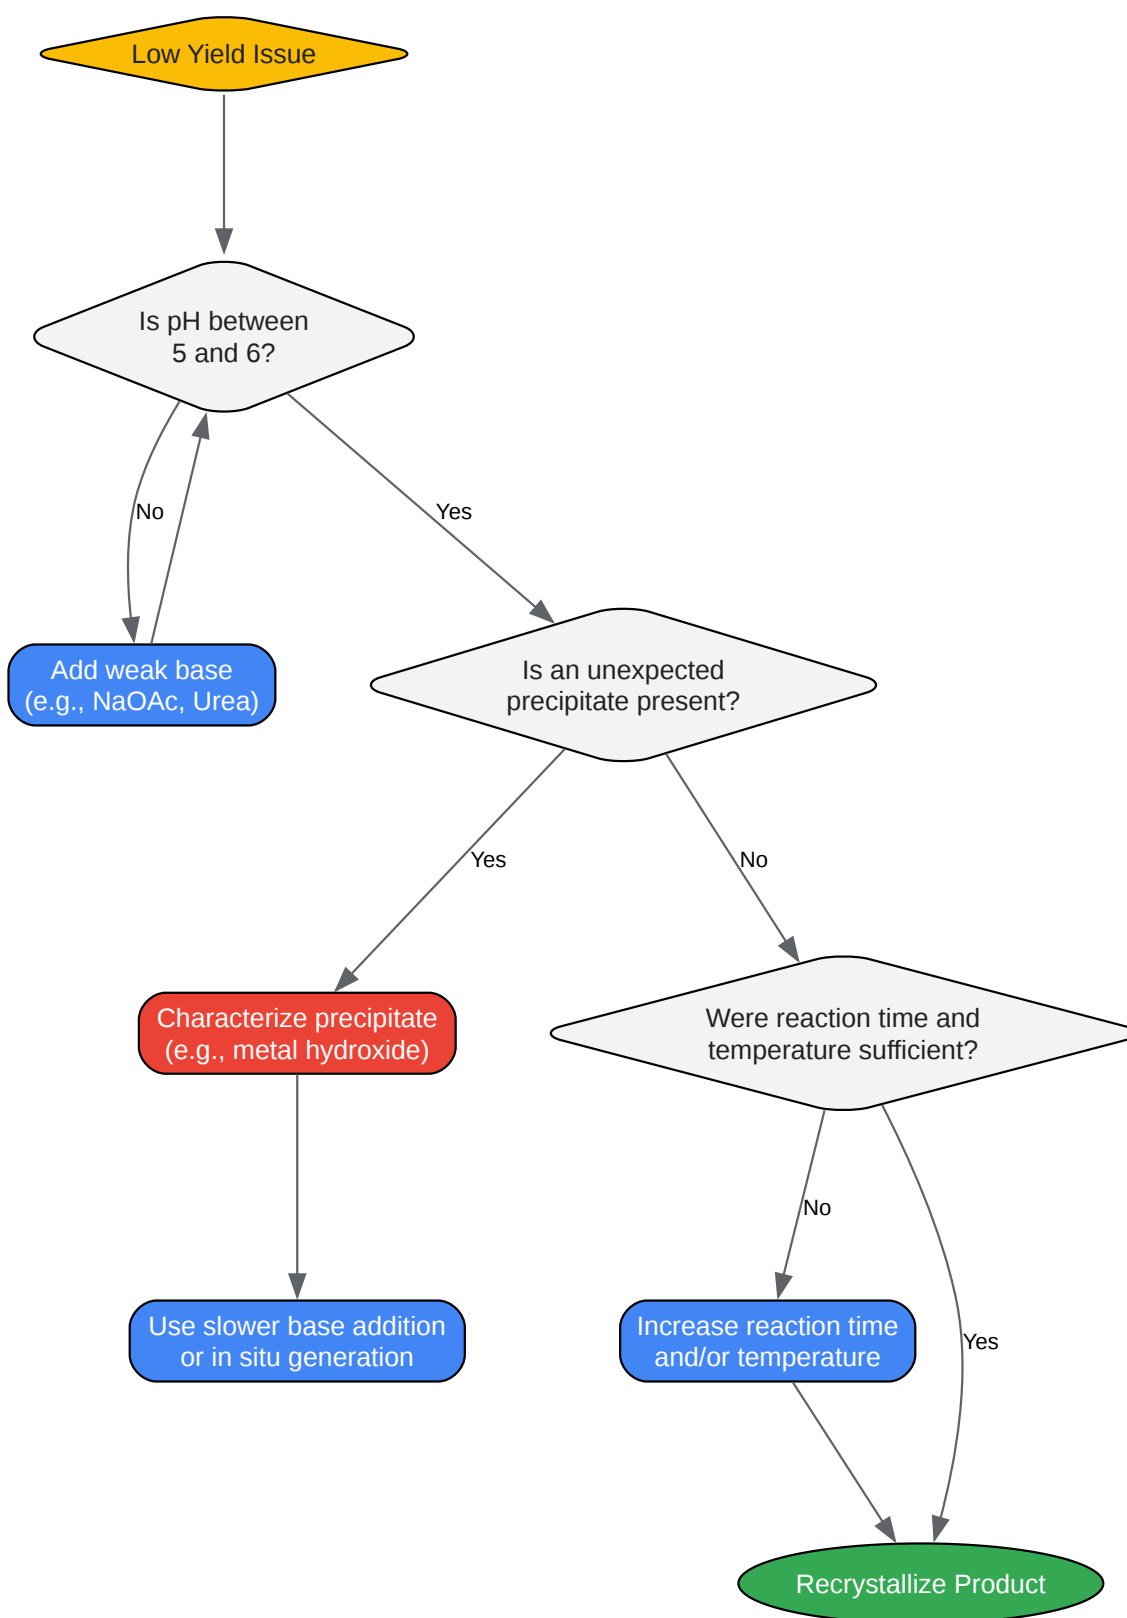 Low Yield Issue
Is pH between
5 and 6?
No
Yes
Add weak base
(e.g., NaOAc, Urea)
Is an unexpected
precipitate present?
Yes
No
Characterize precipitate
(e.g., metal hydroxide)
Were reaction time and
temperature sufficient?
No
Use slower base addition
or in situ generation
Increase reaction time
and/or temperature
Yes
Recrystallize Product